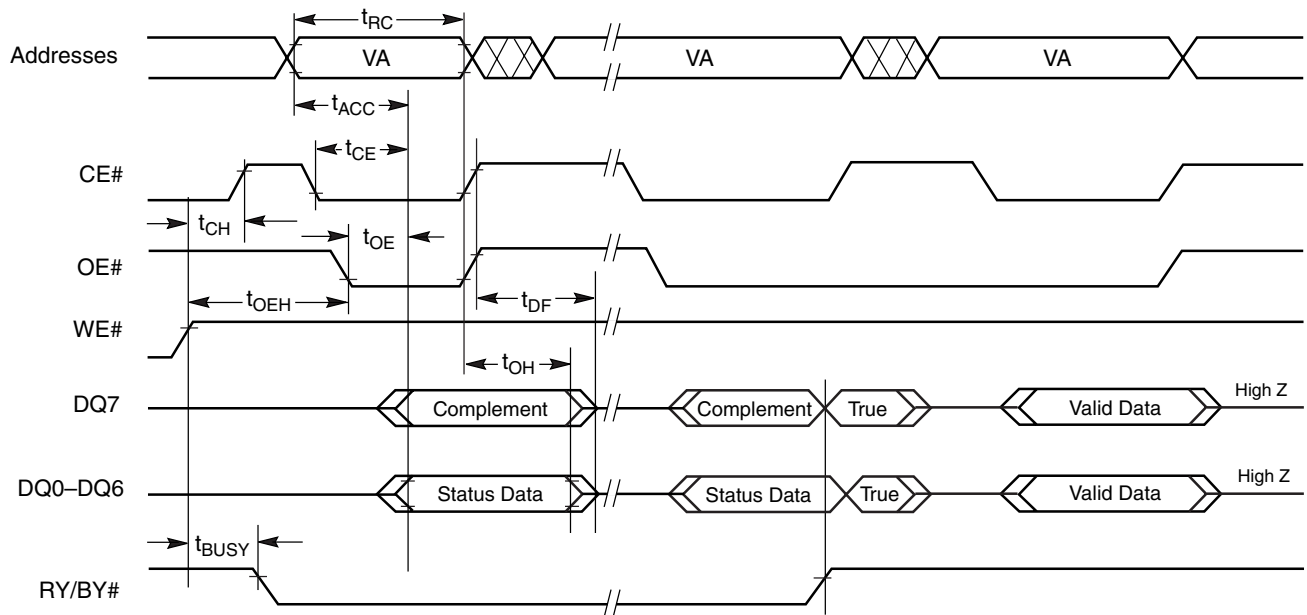 tRC
Addresses VA VA VA
tACC
tCE
CE#
tCH
tOE
OE#
tOEH tDF
WE#
tOH
DQ7 Complement Complement True Valid Data High Z
DQ0–DQ6 Status Data Status Data True Valid Data High Z
tBUSY
RY/BY#